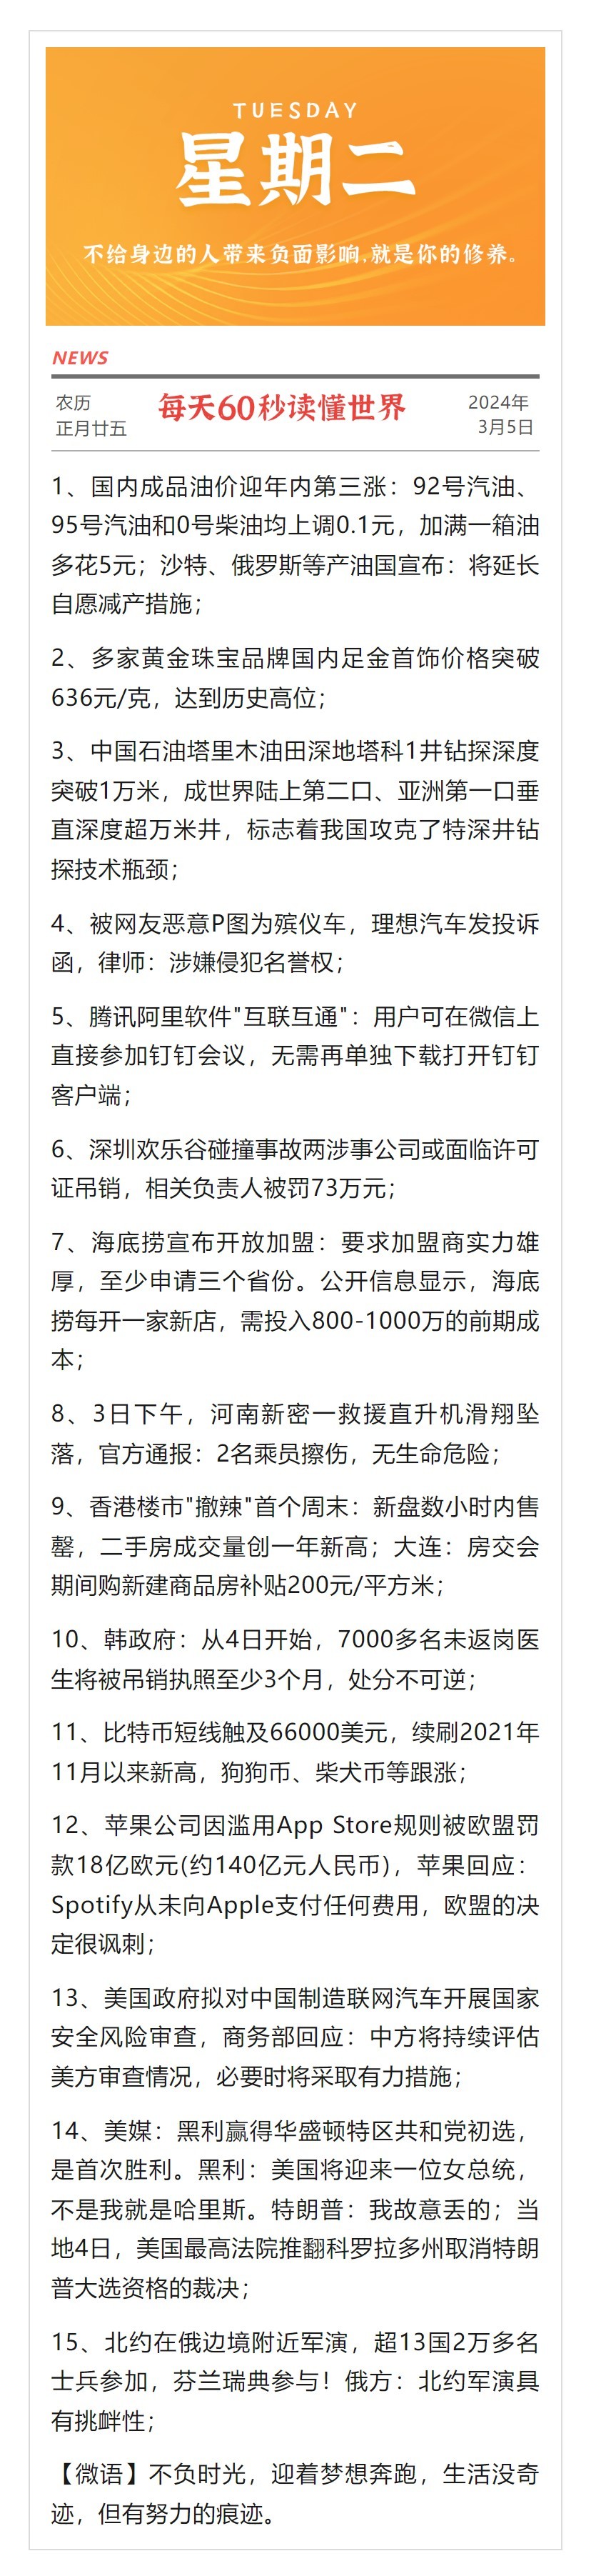 TUESDAY
星期二
不给身边的人带来负面影响,就是你的修养。
NEWS
农历
正月廿五
每天60秒读懂世界
2024年
3月5日
1、国内成品油价迎年内第三涨：92号汽油、
95号汽油和0号柴油均上调0.1元，加满一箱油
多花5元；沙特、俄罗斯等产油国宣布：将延长
自愿减产措施；
2、多家黄金珠宝品牌国内足金首饰价格突破
636元/克，达到历史高位；
3、中国石油塔里木油田深地塔科1井钻探深度
突破1万米，成世界陆上第二口、亚洲第一口垂
直深度超万米井，标志着我国攻克了特深井钻
探技术瓶颈；
4、被网友恶意P图为殡仪车，理想汽车发投诉
函，律师：涉嫌侵犯名誉权；
5、腾讯阿里软件"互联互通"：用户可在微信上
直接参加钉钉会议，无需再单独下载打开钉钉
客户端；
6、深圳欢乐谷碰撞事故两涉事公司或面临许可
证吊销，相关负责人被罚73万元；
7、海底捞宣布开放加盟：要求加盟商实力雄
厚，至少申请三个省份。公开信息显示，海底
捞每开一家新店，需投入800-1000万的前期成
本；
8、3日下午，河南新密一救援直升机滑翔坠
落，官方通报：2名乘员擦伤，无生命危险；
9、香港楼市"撤辣"首个周末：新盘数小时内售
罄，二手房成交量创一年新高；大连：房交会
期间购新建商品房补贴200元/平方米；
10、韩政府：从4日开始，7000多名未返岗医
生将被吊销执照至少3个月，处分不可逆；
11、比特币短线触及66000美元，续刷2021年
11月以来新高，狗狗币、柴犬币等跟涨；
12、苹果公司因滥用App Store规则被欧盟罚
款18亿欧元(约140亿元人民币)，苹果回应：
Spotify从未向Apple支付任何费用，欧盟的决
定很讽刺；
13、美国政府拟对中国制造联网汽车开展国家
安全风险审查，商务部回应：中方将持续评估
美方审查情况，必要时将采取有力措施；
14、美媒：黑利赢得华盛顿特区共和党初选，
是首次胜利。黑利：美国将迎来一位女总统，
不是我就是哈里斯。特朗普：我故意丢的；当
地4日，美国最高法院推翻科罗拉多州取消特朗
普大选资格的裁决；
15、北约在俄边境附近军演，超13国2万多名
士兵参加，芬兰瑞典参与！俄方：北约军演具
有挑衅性；
【微语】不负时光，迎着梦想奔跑，生活没奇
迹，但有努力的痕迹。